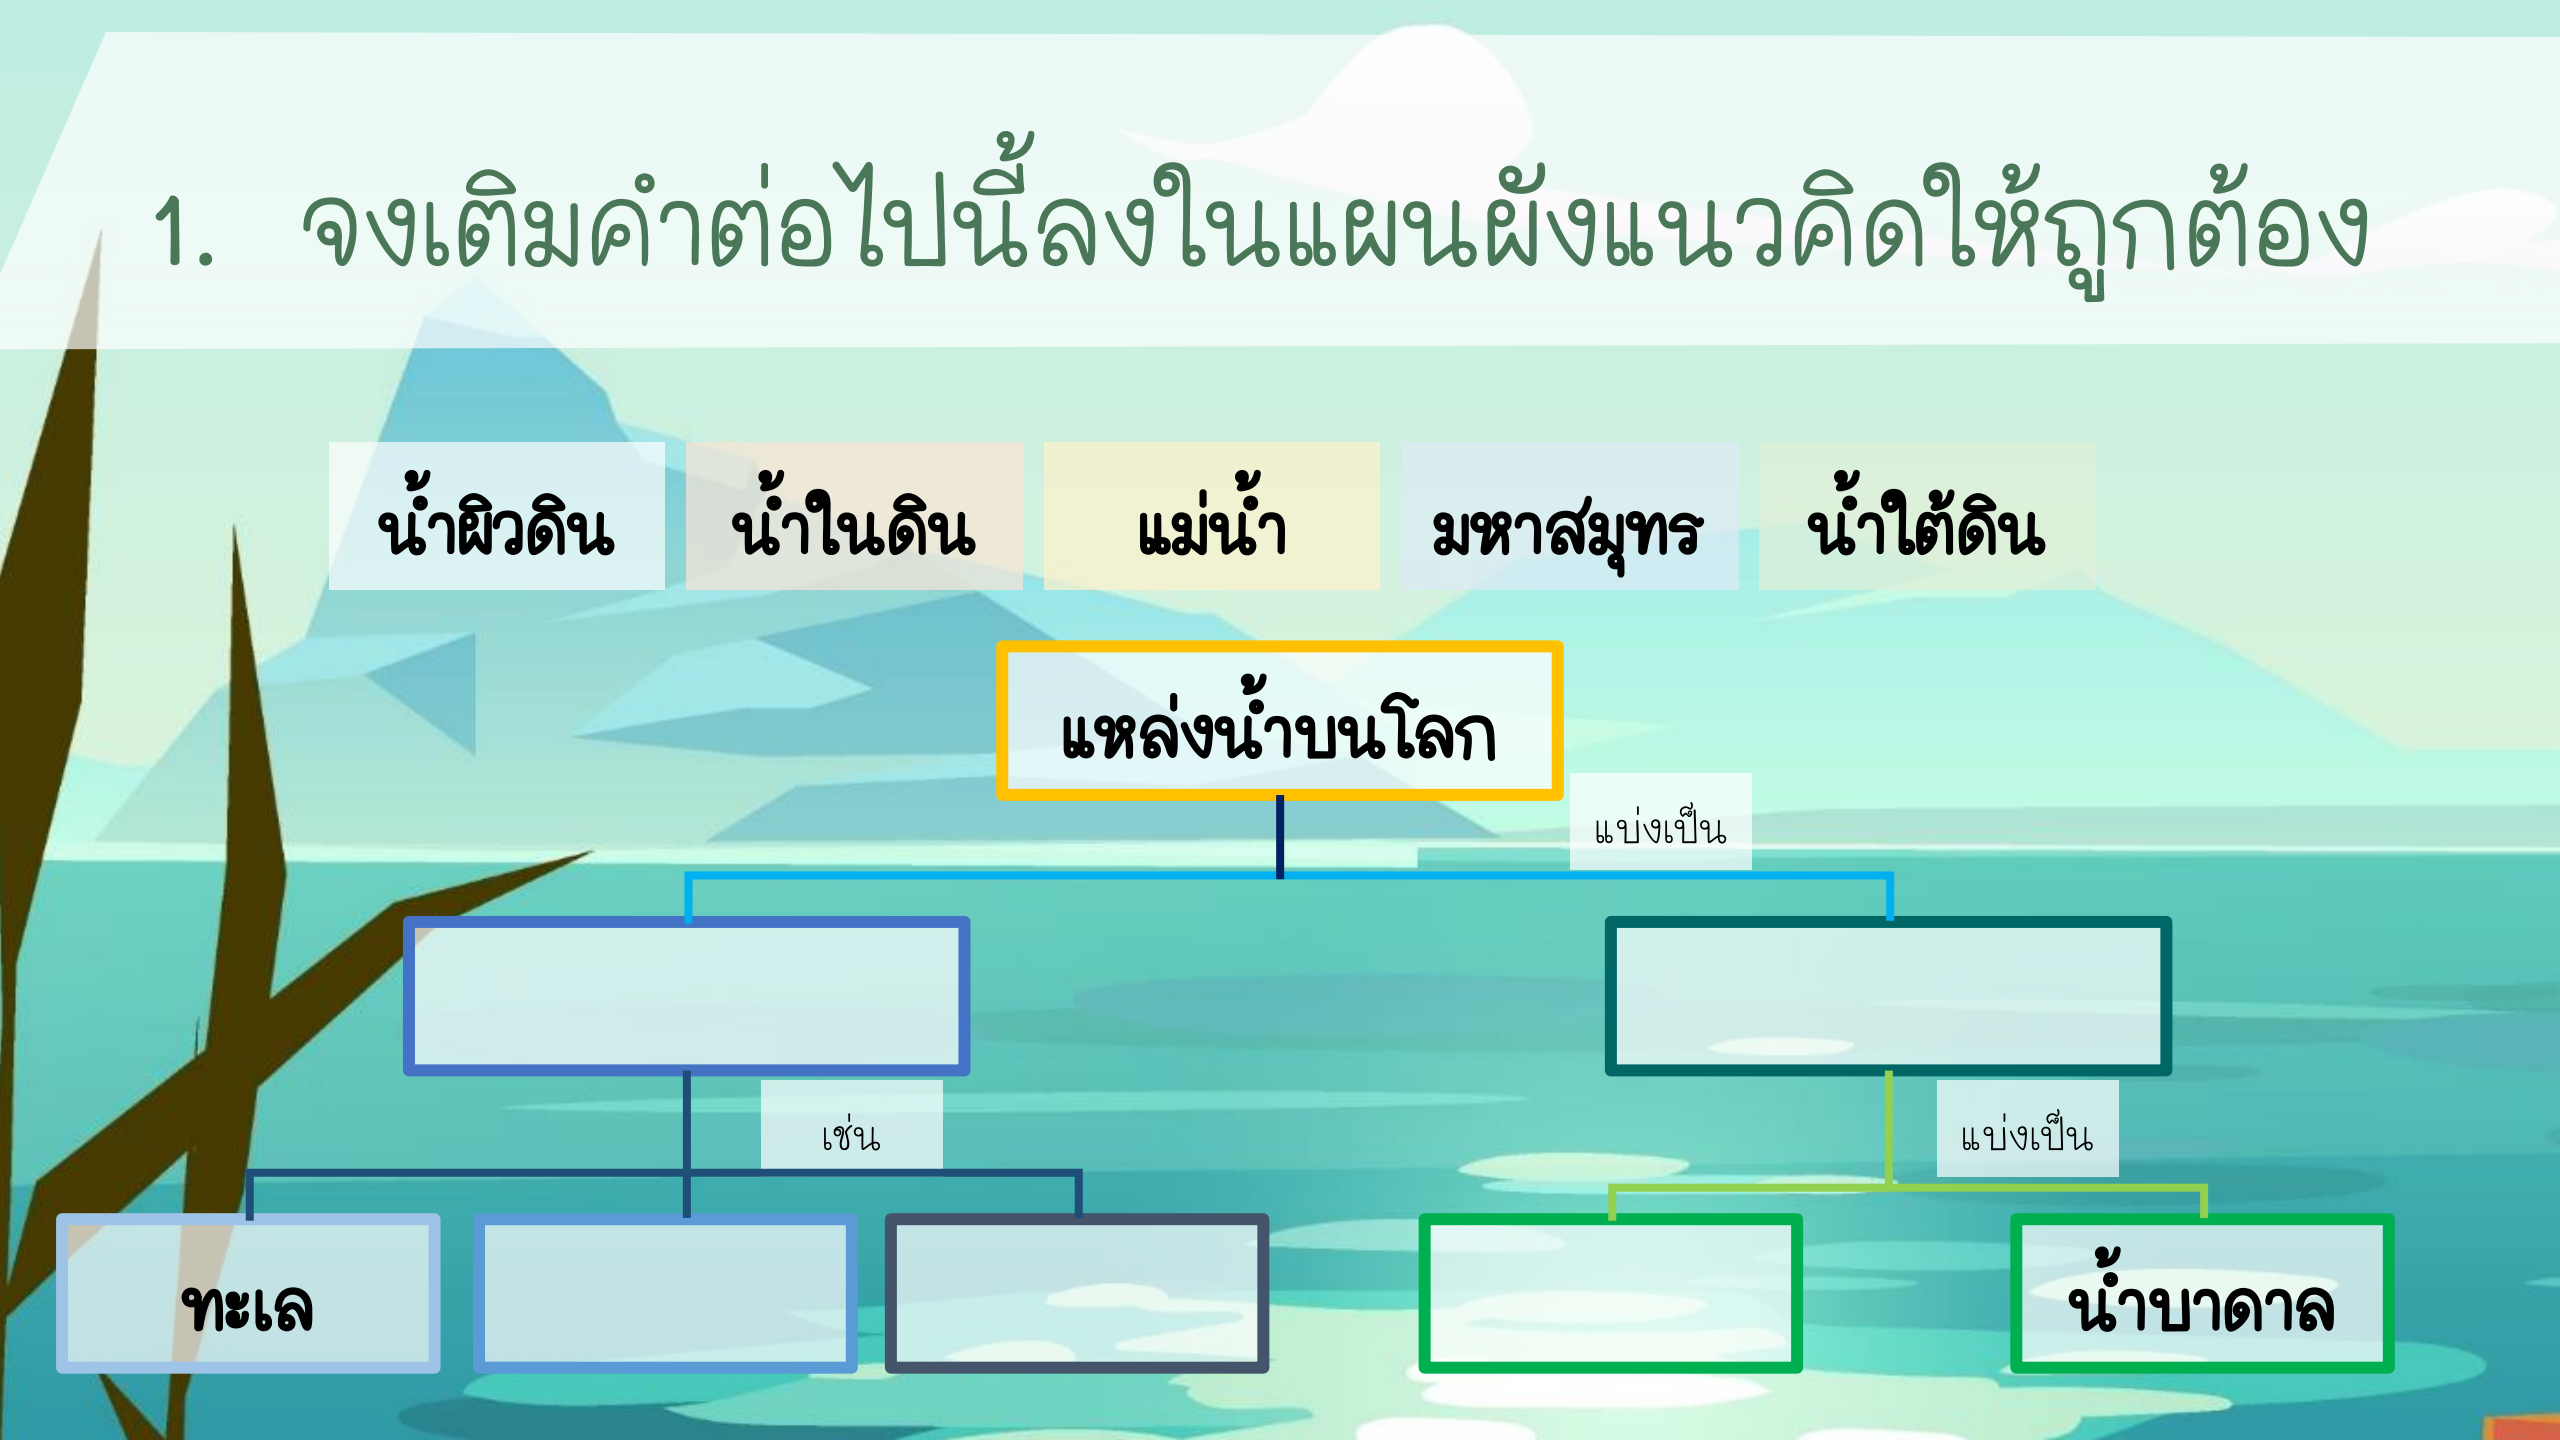 1. จงเติมคำต่อไปนี้ลงในแผนผังแนวคิดให้ถูกต้อง
น้ำผิวดิน น้ำในดิน แม่น้ำ มหาสมุทร น้ำใต้ดิน
แหล่งน้ำบนโลก
แบ่งเป็น
เช่น แบ่งเป็น
ทะเล น้ำบาดาล